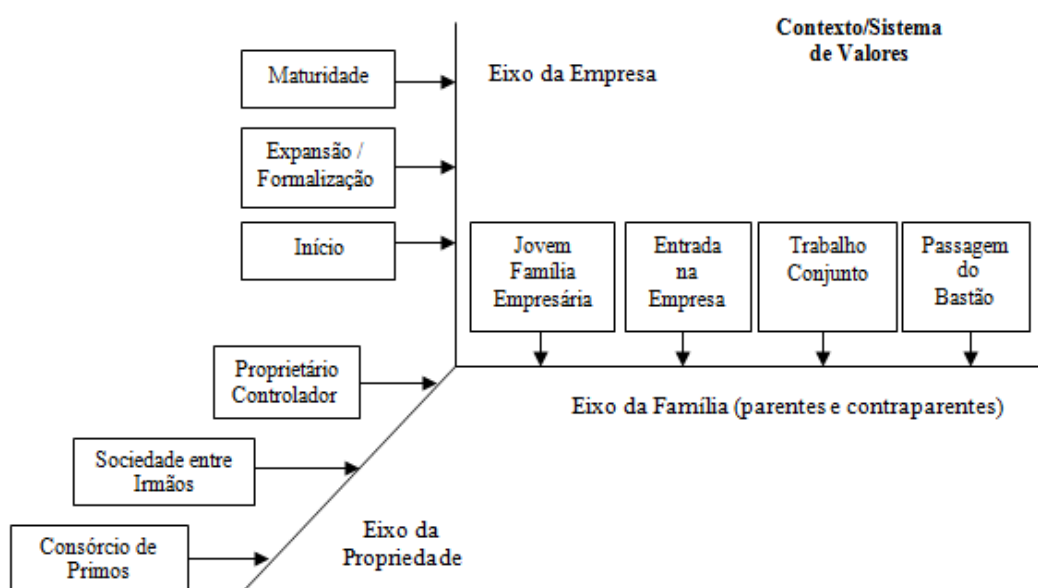 Contexto/Sistema
de Valores
Maturidade
Eixo da Empresa
Expansão /
Formalização
Início
Jovem
Família
Empresária
Entrada
na
Empresa
Trabalho
Conjunto
Passagem
do
Bastão
Proprietário
Controlador
Eixo da Família (parentes e contraparentes)
Sociedade entre
Irmãos
Eixo da
Propriedade
Consórcio de
Primos